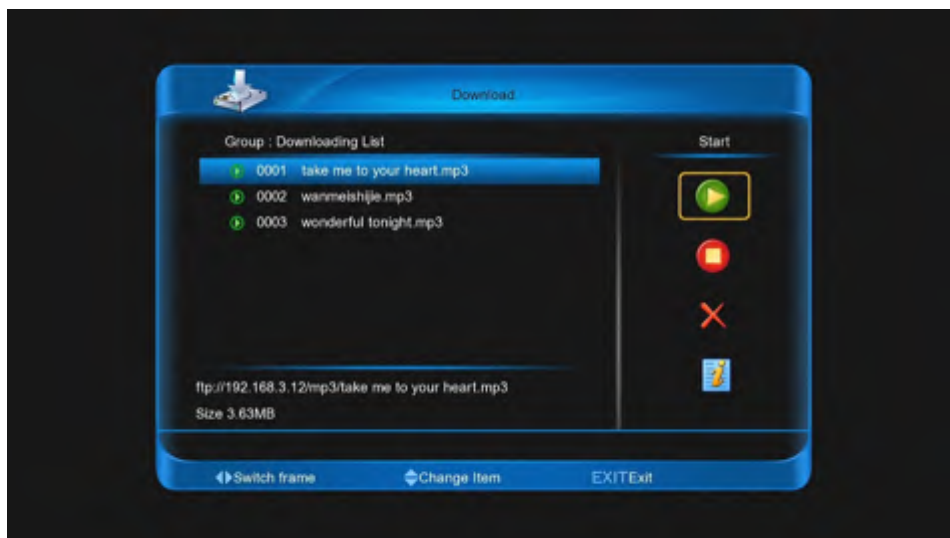 Download
Group : Downloading List
Start
0001 take me to your heart.mp3
0002 wanmeishijie.mp3
0003 wonderful tonight.mp3
ftp://192.168.3.12/mp3/take me to your heart.mp3
Size 3.63MB
Switch frame Change Item EXITExit